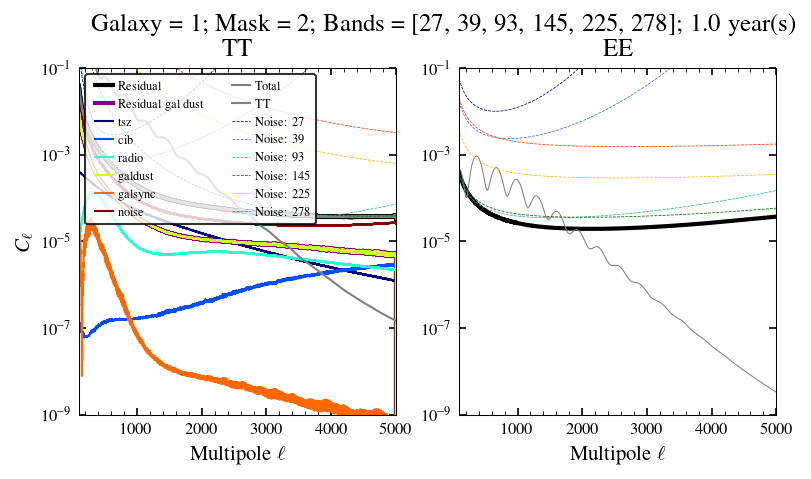 Galaxy = 1; Mask = 2; Bands = [27, 39, 93, 145, 225, 278]; 1.0 year(s)
TT
EE
10⁻¹
10⁻³
10⁻⁵
10⁻⁷
10⁻⁹
C_ℓ
Residual
Residual gal dust
tsz
cib
radio
galdust
galsync
noise
Total
TT
Noise: 27
Noise: 39
Noise: 93
Noise: 145
Noise: 225
Noise: 278
1000 2000 3000 4000 5000
Multipole ℓ
10⁻¹
10⁻³
10⁻⁵
10⁻⁷
10⁻⁹
1000 2000 3000 4000 5000
Multipole ℓ